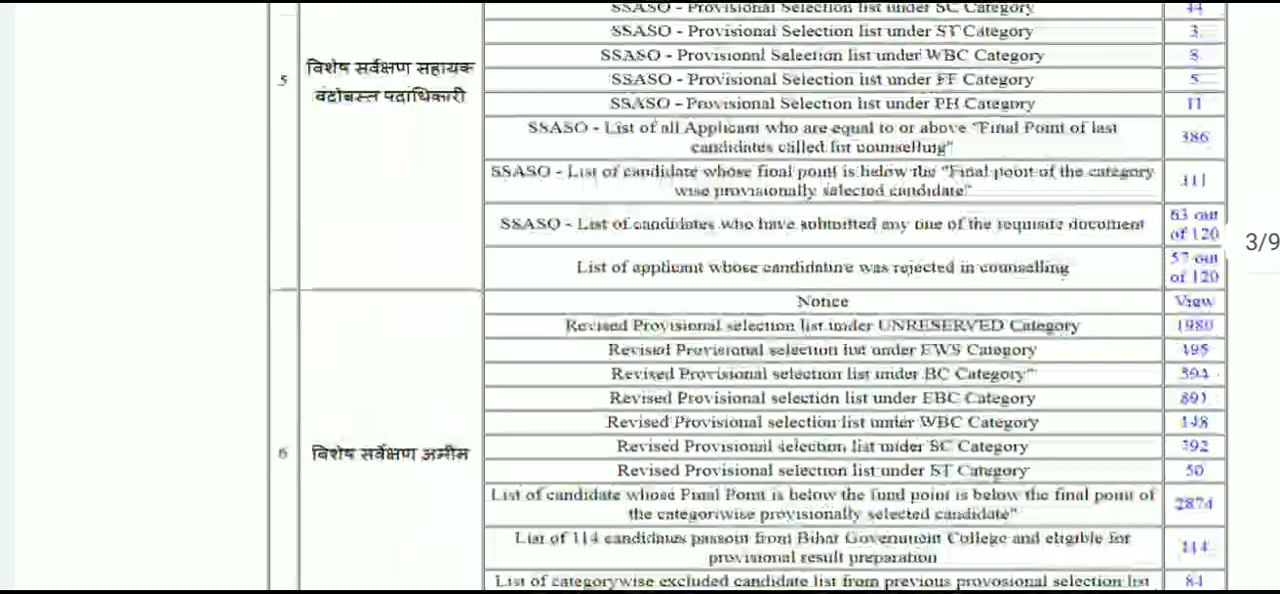 SSASO - Provisional Selection list under SC Category
44
SSASO - Provisional Selection list under ST Category
3
5
विशेष सर्वेक्षण सहायक
बंदोबस्त पदाधिकारी
SSASO - Provisional Selection list under WBC Category
SSASO - Provisional Selection list under FF Category
5
SSASO - Provisional Selection list under PH Category
11
SSASO - List of all Applicant who are equal to or above "Final Point of last
candidates called for counselling"
386
SSASO - List of candidate whose final point is below the "Final point of the category
wise provisionally selected candidate"
SSASO - List of candidates who have submitted any one of the requisite document
63 out
of 120
List of applicant whose candidature was rejected in counselling
57 out
of 120
3/9
6
विशेष सर्वेक्षण अमीन
Notice
View
Revised Provisional selection list under UNRESERVED Category
1980
Revised Provisional selection list under EWS Category
495
Revised Provisional selection list under BC Category"
594
Revised Provisional selection list under EBC Category
891
Revised Provisional selection list under WBC Category
148
Revised Provisional selection list under SC Category
Revised Provisional selection list under ST Category
50
List of candidate whose Final Point is below the fund point is below the final point of
the categoriwise provisionally selected candidate"
2874
List of 114 candidates passout from Bihar Government College and eligible for
provisional result preparation
114
List of categorywise excluded candidate list from previous provosional selection list
84